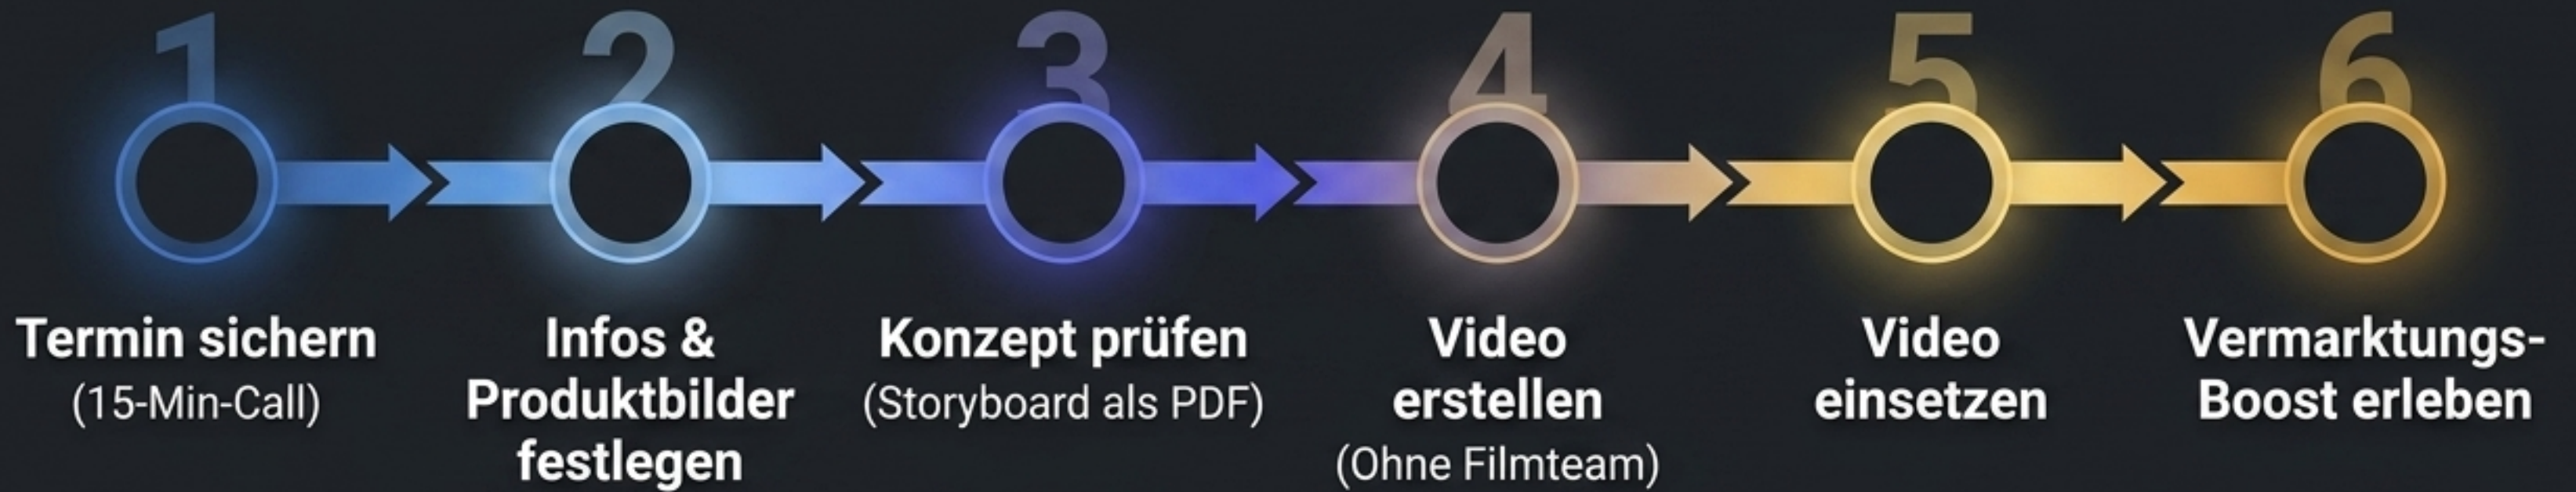 1
2
3
4
5
6
Termin sichern
(15-Min-Call)
Infos &
Produktbilder
festlegen
Konzept prüfen
(Storyboard als PDF)
Video
erstellen
(Ohne Filmteam)
Video
einsetzen
Vermarktungs-
Boost erleben